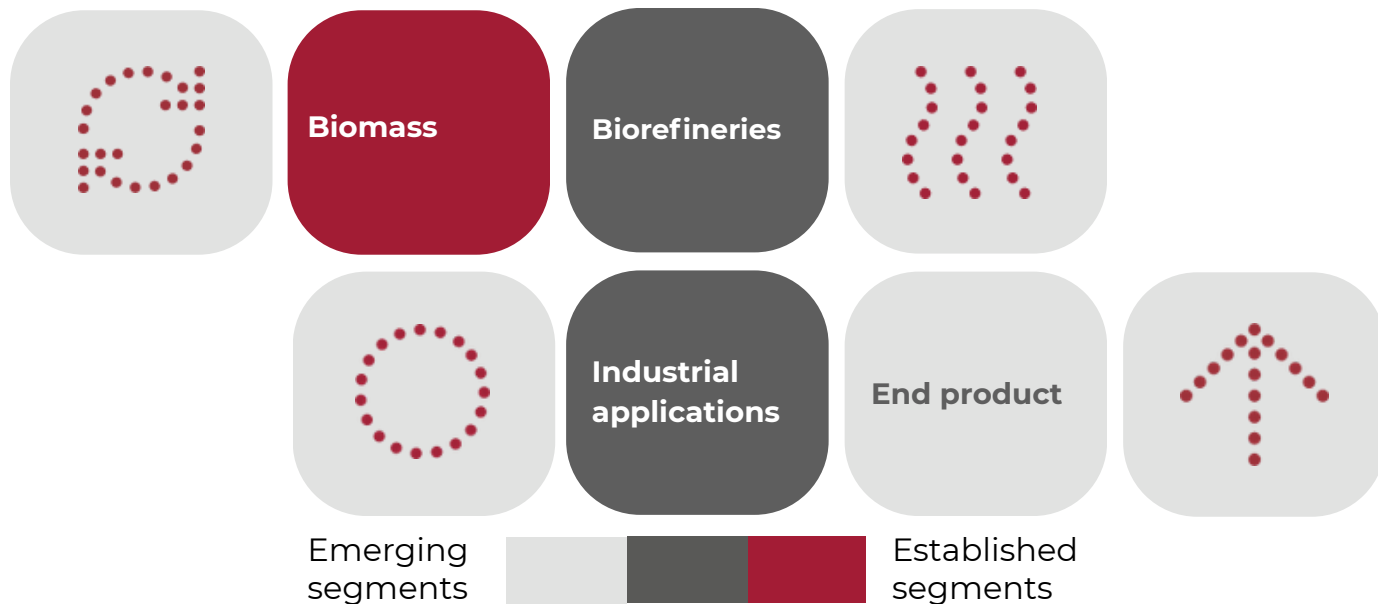 Biomass
Biorefineries
Industrial
applications
End product
Emerging
segments
Established
segments